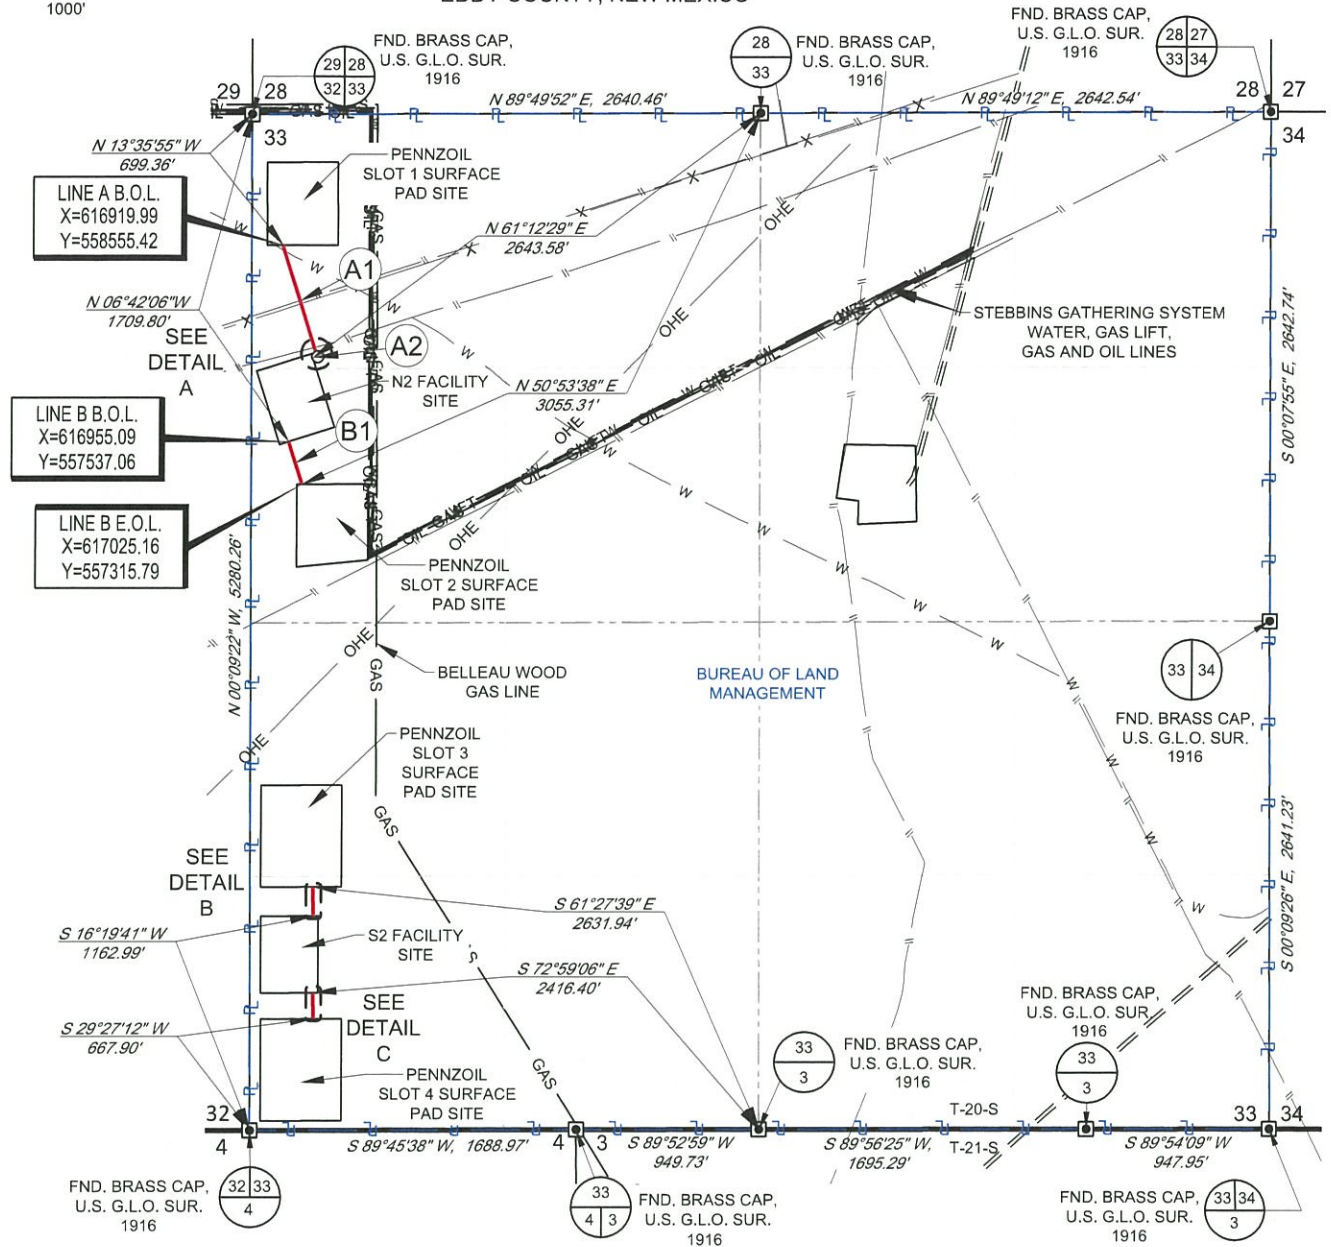 1000'
FND. BRASS CAP,
U.S. G.L.O. SUR.
1916
29 28
32 33
28
33
FND. BRASS CAP,
U.S. G.L.O. SUR.
1916
FND. BRASS CAP,
U.S. G.L.O. SUR.
1916
28 27
33 34
29 28
33
N 89°49'52" E, 2640.46'
N 89°49'12" E, 2642.54'
28 27
34
N 13°35'55" W
699.36'
PENNZOIL
SLOT 1 SURFACE
PAD SITE
LINE A B.O.L.
X=616919.99
Y=558555.42
N 61°12'29" E
2643.58'
OHE
A1
N 06°42'06"W
1709.80'
SEE
DETAIL
A
A2
OHE
STEBBINS GATHERING SYSTEM
WATER, GAS LIFT,
GAS AND OIL LINES
S 00°07'55" E, 2642.74'
N2 FACILITY
SITE
N 50°53'38" E
3055.31'
LINE B B.O.L.
X=616955.09
Y=557537.06
B1
OHE
LINE B E.O.L.
X=617025.16
Y=557315.79
OHE
PENNZOIL
SLOT 2 SURFACE
PAD SITE
N 00°09'22" W, 5280.26'
OHE
GAS
BELLEAU WOOD
GAS LINE
BUREAU OF LAND
MANAGEMENT
33 34
FND. BRASS CAP,
U.S. G.L.O. SUR.
1916
OHE
PENNZOIL
SLOT 3
SURFACE
PAD SITE
GAS
SEE
DETAIL
B
S 61°27'39" E
2631.94'
S 00°09'26" E, 2641.23'
S 16°19'41" W
1162.99'
S2 FACILITY
SITE
S 72°59'06" E
2416.40'
SEE
DETAIL
C
S 29°27'12" W
667.90'
FND. BRASS CAP,
U.S. G.L.O. SUR.
1916
33
3
33
3
FND. BRASS CAP,
U.S. G.L.O. SUR.
1916
GAS
PENNZOIL
SLOT 4 SURFACE
PAD SITE
32
4
T-20-S
T-21-S
33 34
S 89°45'38" W, 1688.97'
4 3
S 89°52'59" W
949.73'
S 89°56'25" W,
1695.29'
S 89°54'09" W
947.95'
FND. BRASS CAP,
U.S. G.L.O. SUR.
1916
32 33
4
33
4 3
FND. BRASS CAP,
U.S. G.L.O. SUR.
1916
FND. BRASS CAP,
U.S. G.L.O. SUR.
1916
33 34
3